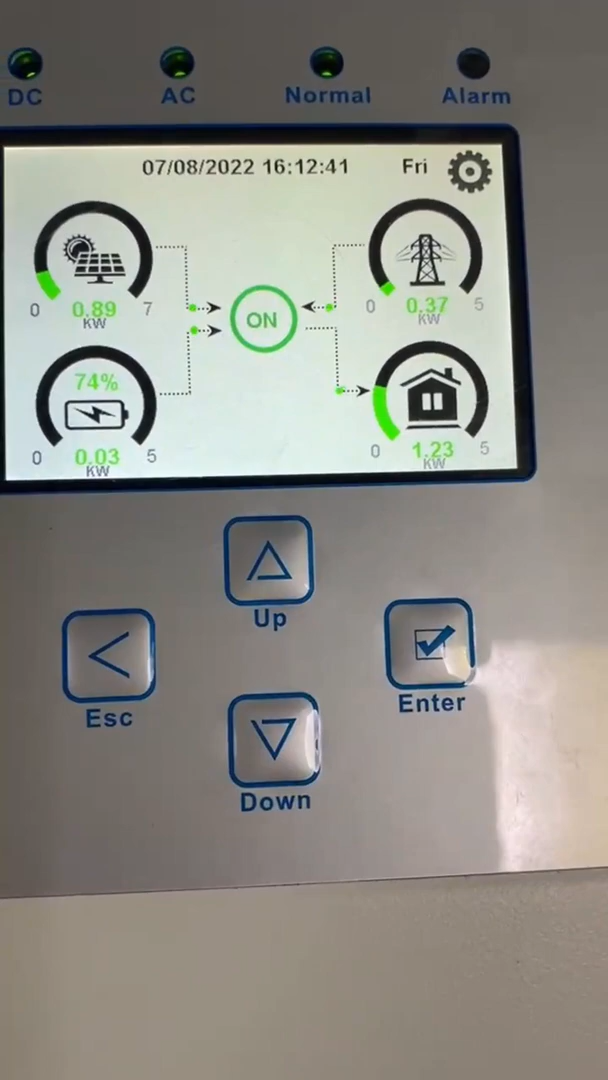 DC AC Normal Alarm
07/08/2022 16:12:41 Fri
0 0.89 7
KW
0 0.37 5
KW
ON
74%
0 0.03 5
KW
0 1.23 5
KW
Up
Esc
Enter
Down